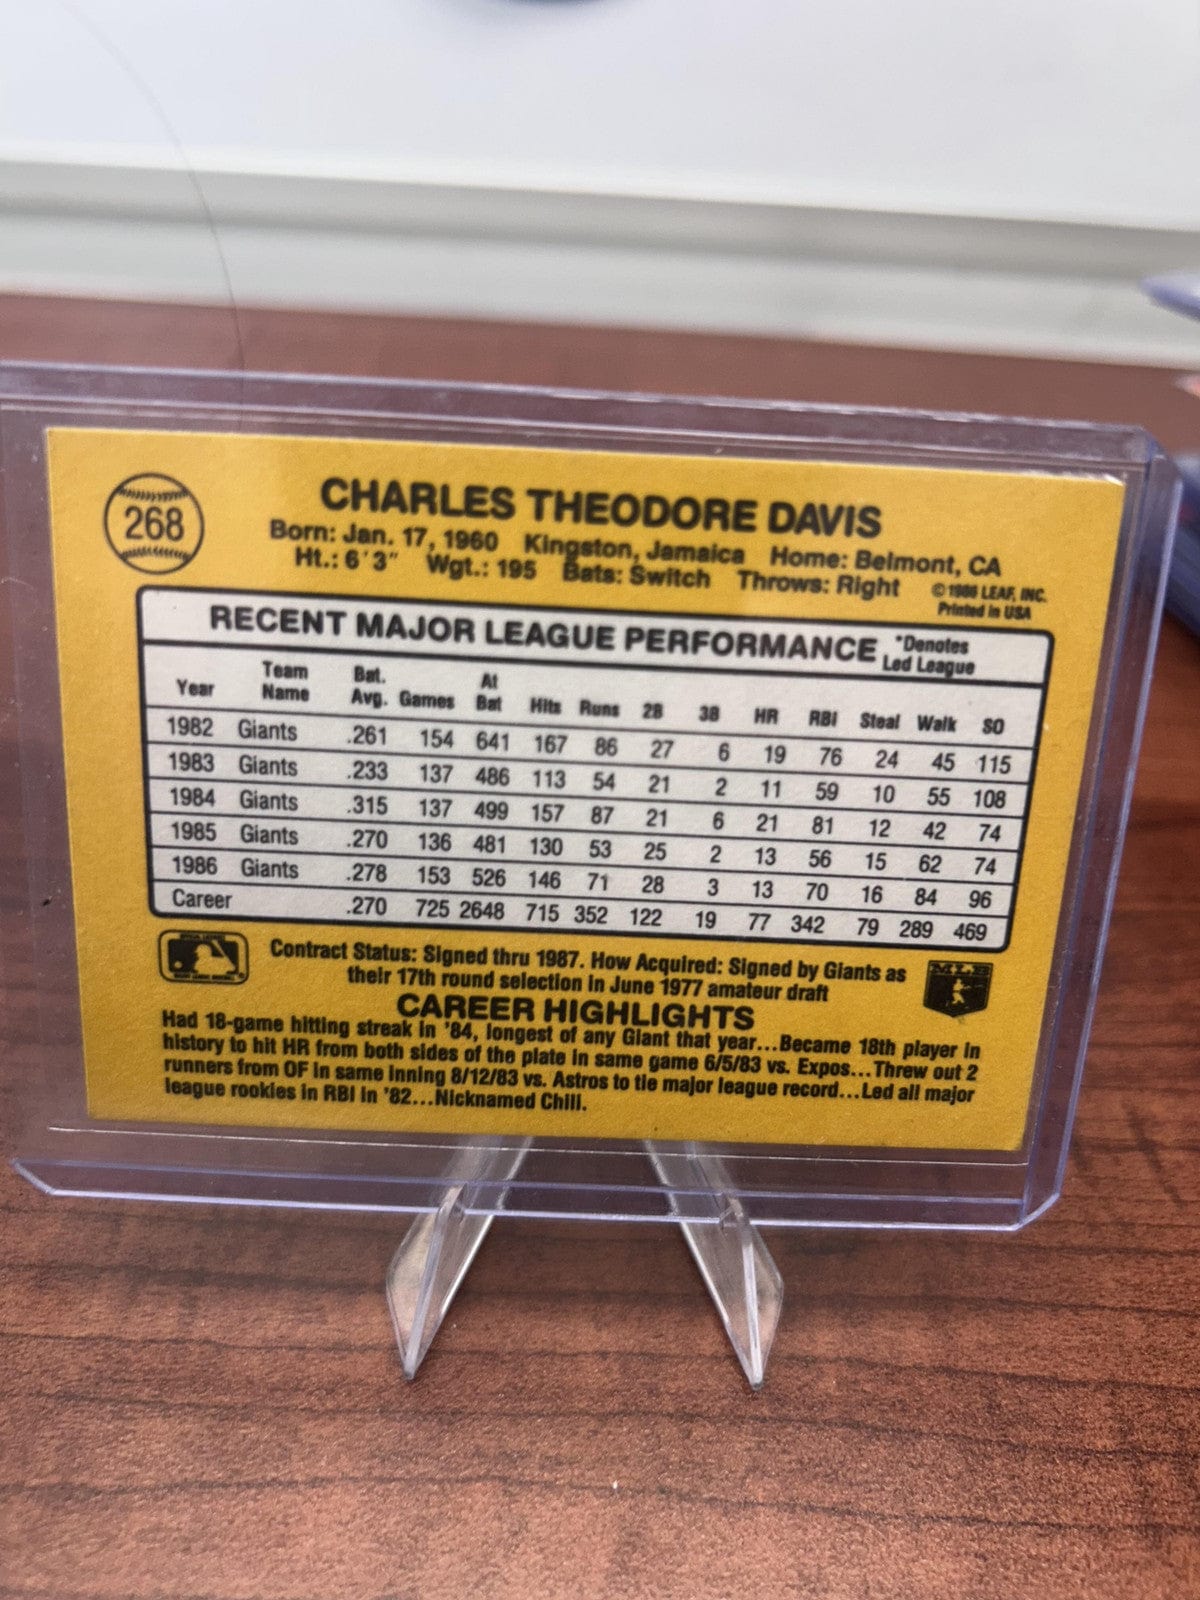 268
CHARLES THEODORE DAVIS
Born: Jan. 17, 1960 Kingston, Jamaica Home: Belmont, CA
Ht.: 6'3" Wgt.: 195 Bats: Switch Throws: Right
© 1986 LEAF, INC.
Printed in USA
RECENT MAJOR LEAGUE PERFORMANCE
*Denotes
Led League
Year Team Name Bat. Avg. Games At Bat Hits Runs 2B 3B HR RBI Steal Walk SO
1982 Giants .261 154 641 167 86 27 6 19 76 24 45 115
1983 Giants .233 137 486 113 54 21 2 11 59 10 55 108
1984 Giants .315 137 499 157 87 21 6 21 81 12 42 74
1985 Giants .270 136 481 130 53 25 2 13 56 15 62 74
1986 Giants .278 153 526 146 71 28 3 13 70 16 84 96
Career .270 725 2648 715 352 122 19 77 342 79 289 469
Contract Status: Signed thru 1987. How Acquired: Signed by Giants as
their 17th round selection in June 1977 amateur draft
MLB
CAREER HIGHLIGHTS
Had 18-game hitting streak in '84, longest of any Giant that year...Became 18th player in
history to hit HR from both sides of the plate in same game 6/5/83 vs. Expos...Threw out 2
runners from OF in same inning 8/12/83 vs. Astros to tie major league record...Led all major
league rookies in RBI in '82...Nicknamed Chili.